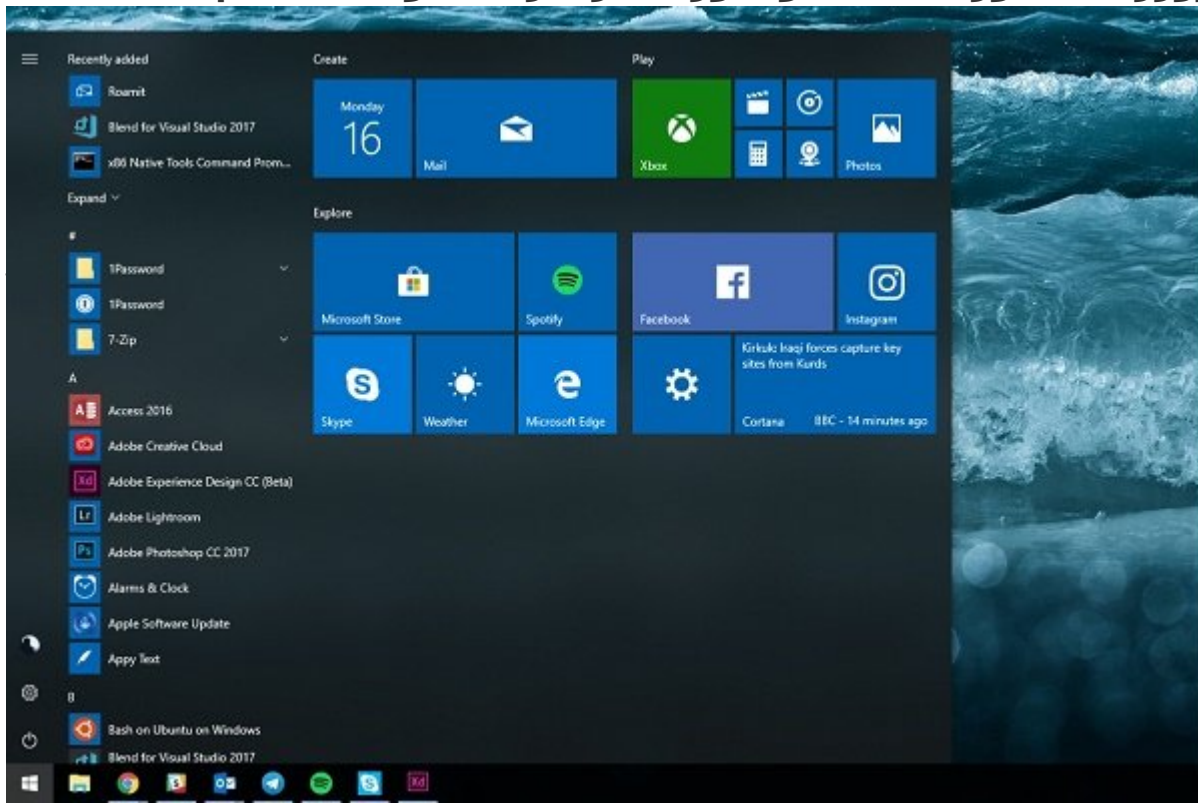 Recently added
Roamit
Blend for Visual Studio 2017
x86 Native Tools Command Prom...
Expand
#
1Password
1Password
7-Zip
A
Access 2016
Adobe Creative Cloud
Adobe Experience Design CC (Beta)
Adobe Lightroom
Adobe Photoshop CC 2017
Alarms & Clock
Apple Software Update
Appy Text
B
Bash on Ubuntu on Windows
Blend for Visual Studio 2017
Create
Monday
16
Mail
Explore
Microsoft Store
Spotify
Skype
Weather
Microsoft Edge
Play
Xbox
Photos
Facebook
Instagram
Kirkuk: Iraqi forces capture key
sites from Kurds
Cortana BBC - 14 minutes ago